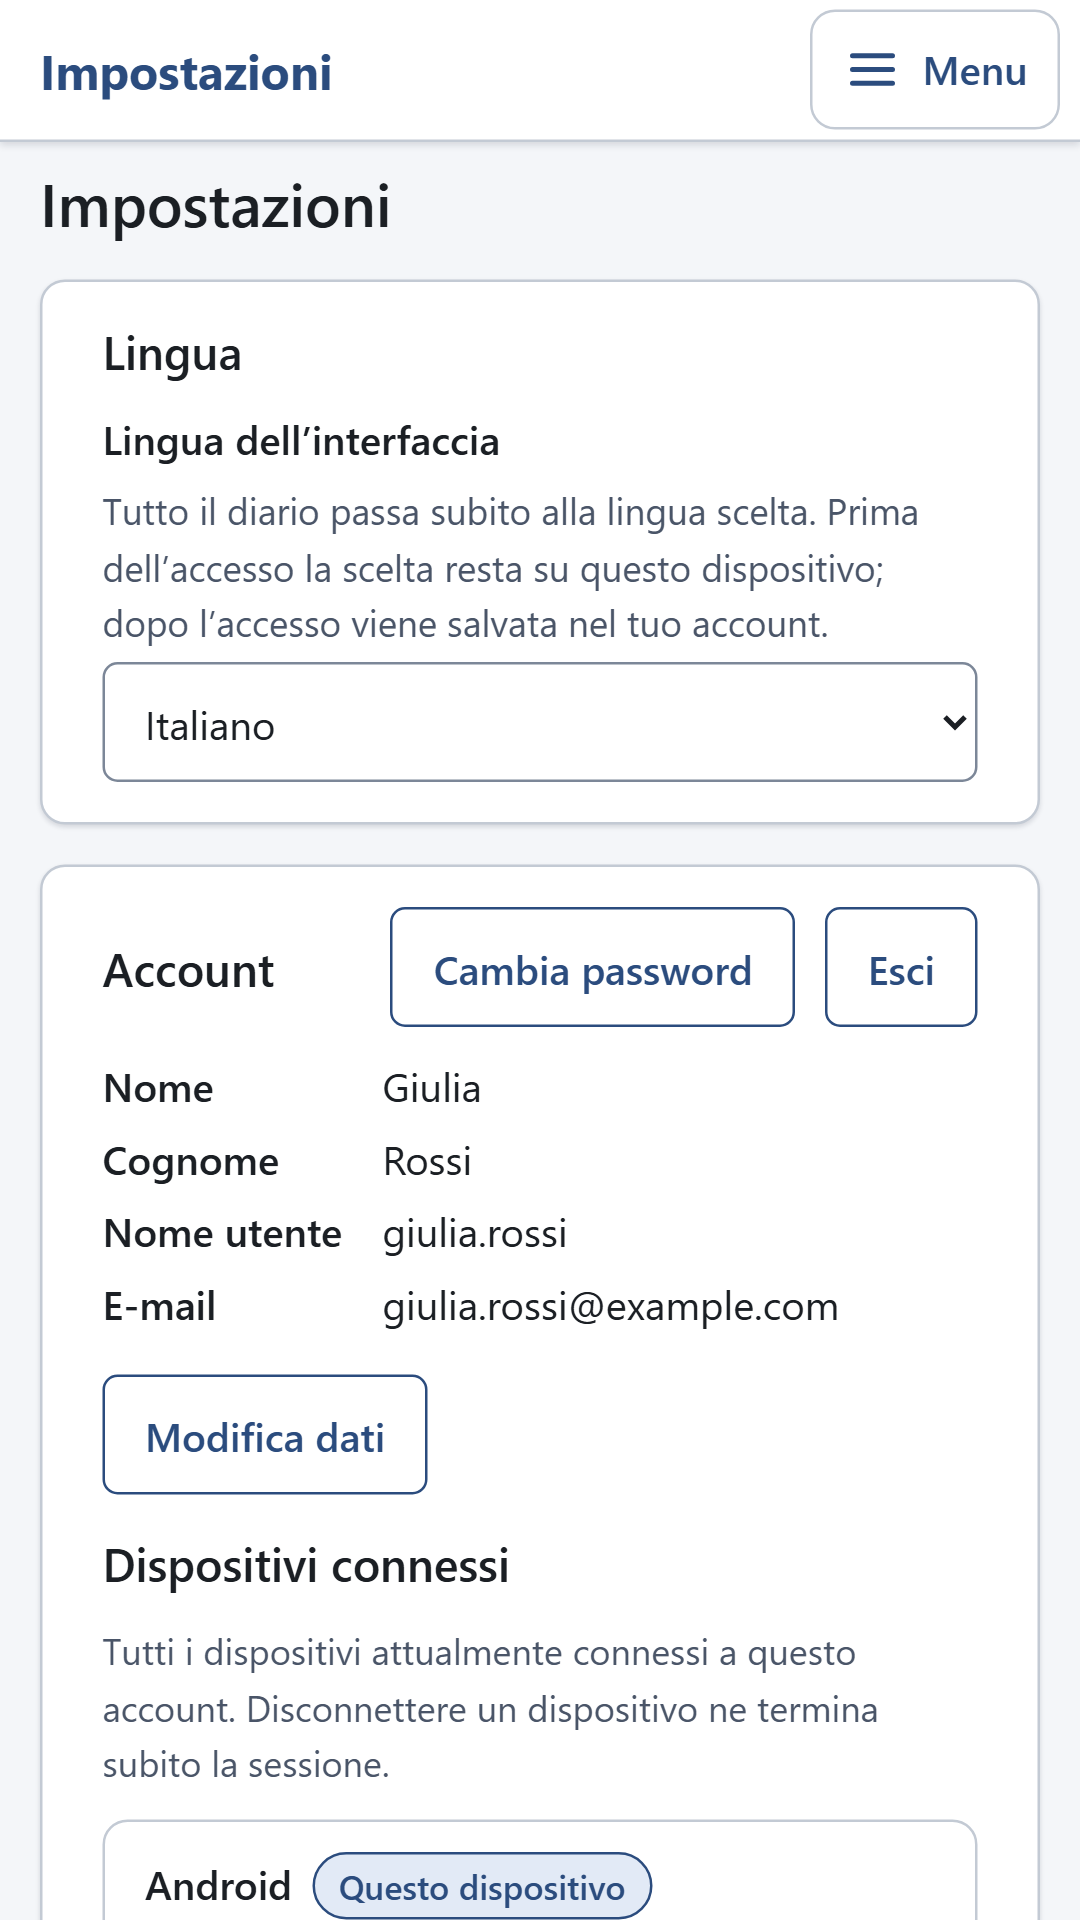 Impostazioni
Menu
Impostazioni
Lingua
Lingua dell’interfaccia
Tutto il diario passa subito alla lingua scelta. Prima
dell’accesso la scelta resta su questo dispositivo;
dopo l’accesso viene salvata nel tuo account.
Italiano
Account
Cambia password
Esci
Nome Giulia
Cognome Rossi
Nome utente giulia.rossi
E-mail giulia.rossi@example.com
Modifica dati
Dispositivi connessi
Tutti i dispositivi attualmente connessi a questo
account. Disconnettere un dispositivo ne termina
subito la sessione.
Android Questo dispositivo